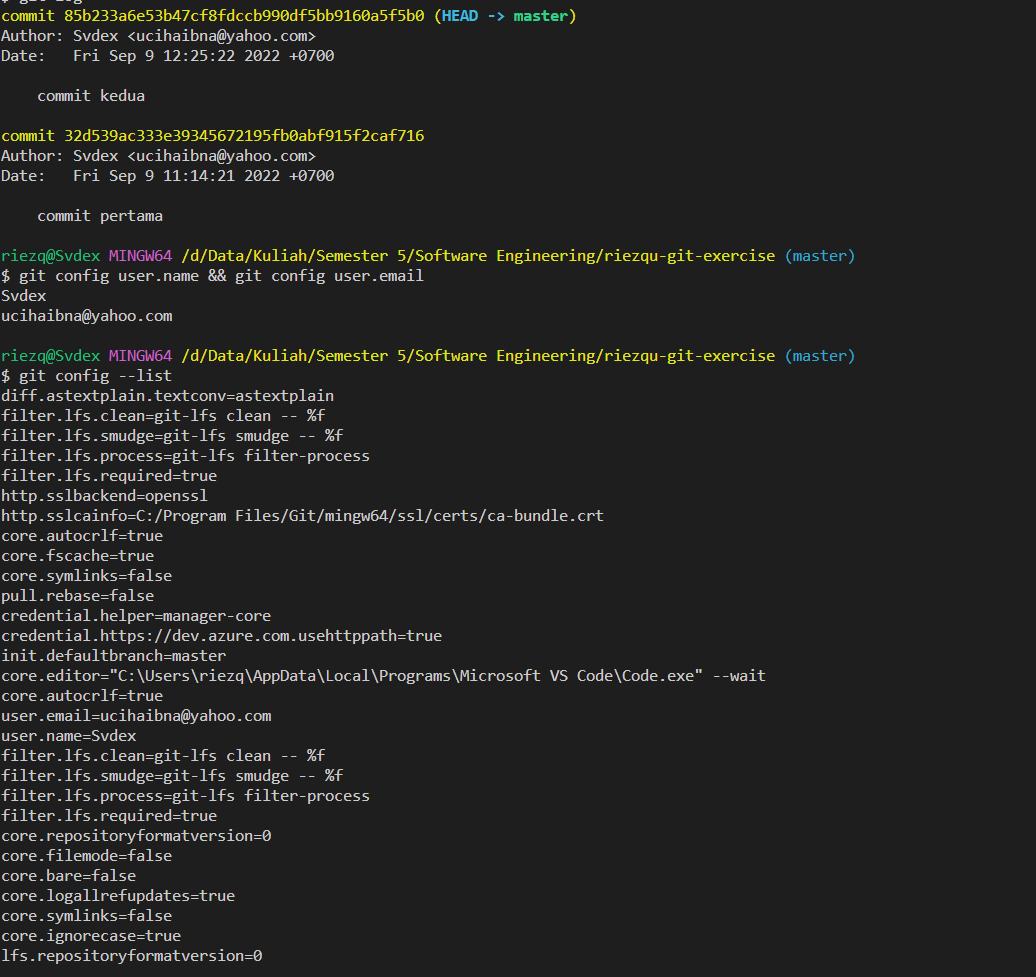 $ git log
commit 85b233a6e53b47cf8fdccb990df5bb9160a5f5b0 (HEAD -> master)
Author: Svdex <ucihaibna@yahoo.com>
Date:   Fri Sep 9 12:25:22 2022 +0700
    commit kedua
commit 32d539ac333e39345672195fb0abf915f2caf716
Author: Svdex <ucihaibna@yahoo.com>
Date:   Fri Sep 9 11:14:21 2022 +0700
    commit pertama
riezq@Svdex MINGW64 /d/Data/Kuliah/Semester 5/Software Engineering/riezqu-git-exercise (master)
$ git config user.name && git config user.email
Svdex
ucihaibna@yahoo.com
riezq@Svdex MINGW64 /d/Data/Kuliah/Semester 5/Software Engineering/riezqu-git-exercise (master)
$ git config --list
diff.astextplain.textconv=astextplain
filter.lfs.clean=git-lfs clean -- %f
filter.lfs.smudge=git-lfs smudge -- %f
filter.lfs.process=git-lfs filter-process
filter.lfs.required=true
http.sslbackend=openssl
http.sslcainfo=C:/Program Files/Git/mingw64/ssl/certs/ca-bundle.crt
core.autocrlf=true
core.fscache=true
core.symlinks=false
pull.rebase=false
credential.helper=manager-core
credential.https://dev.azure.com.usehttppath=true
init.defaultbranch=master
core.editor="C:\Users\riezq\AppData\Local\Programs\Microsoft VS Code\Code.exe" --wait
core.autocrlf=true
user.email=ucihaibna@yahoo.com
user.name=Svdex
filter.lfs.clean=git-lfs clean -- %f
filter.lfs.smudge=git-lfs smudge -- %f
filter.lfs.process=git-lfs filter-process
filter.lfs.required=true
core.repositoryformatversion=0
core.filemode=false
core.bare=false
core.logallrefupdates=true
core.symlinks=false
core.ignorecase=true
lfs.repositoryformatversion=0